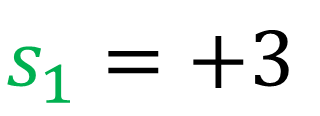 s₁ = +3